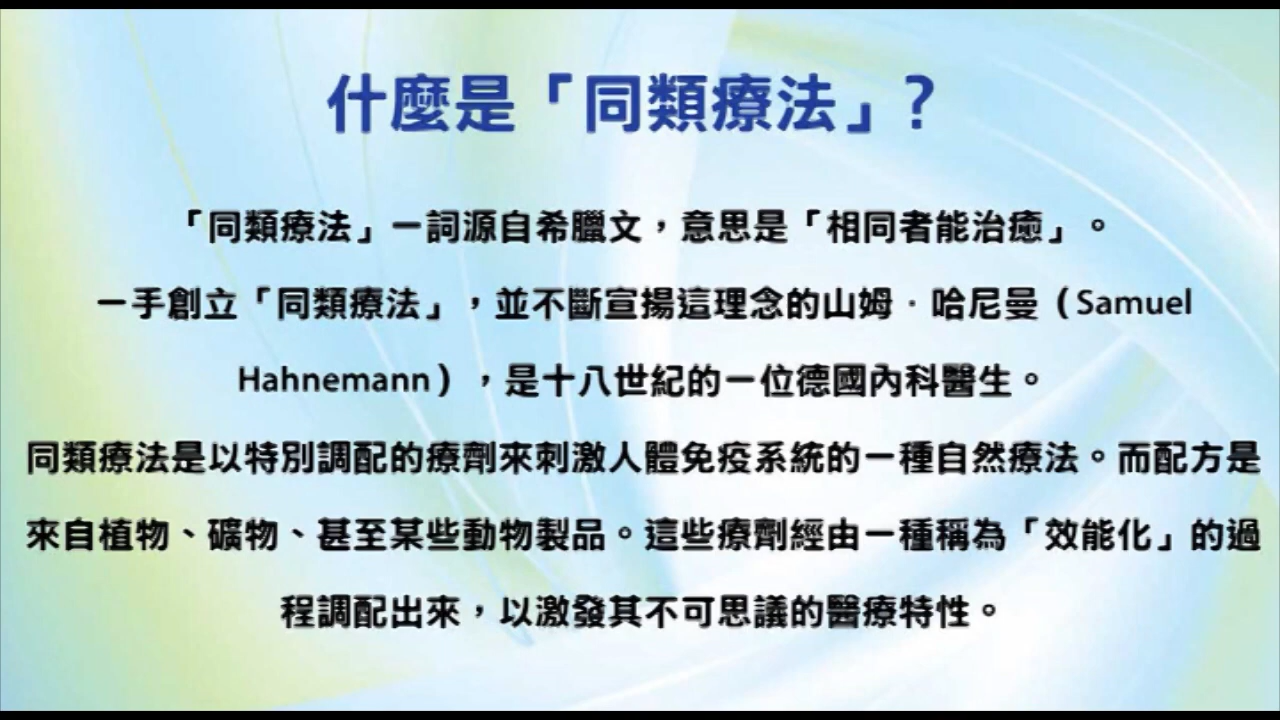 什麼是「同類療法」?
「同類療法」一詞源自希臘文，意思是「相同者能治癒」。
一手創立「同類療法」，並不斷宣揚這理念的山姆．哈尼曼（Samuel
Hahnemann），是十八世紀的一位德國內科醫生。
同類療法是以特別調配的療劑來刺激人體免疫系統的一種自然療法。而配方是
來自植物、礦物、甚至某些動物製品。這些療劑經由一種稱為「效能化」的過
程調配出來，以激發其不可思議的醫療特性。